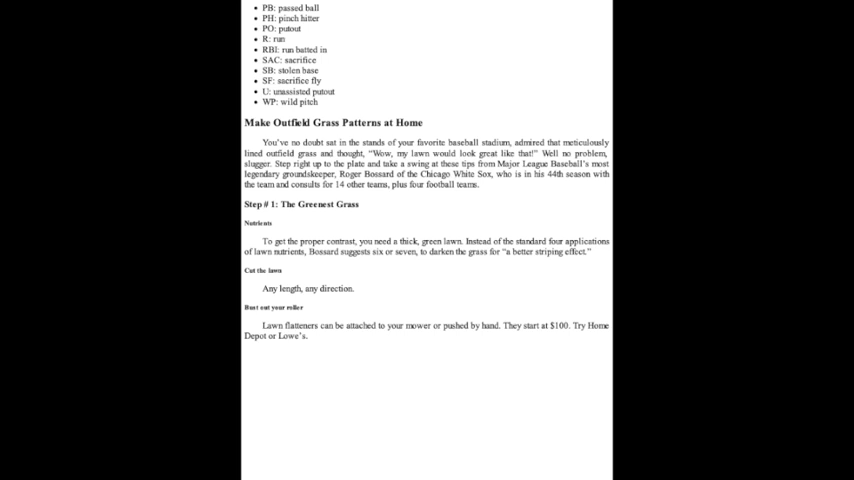 • PB: passed ball
• PH: pinch hitter
• PO: putout
• R: run
• RBI: run batted in
• SAC: sacrifice
• SB: stolen base
• SF: sacrifice fly
• U: unassisted putout
• WP: wild pitch
Make Outfield Grass Patterns at Home
You’ve no doubt sat in the stands of your favorite baseball stadium, admired that meticulously
lined outfield grass and thought, “Wow, my lawn would look great like that!” Well no problem,
slugger. Step right up to the plate and take a swing at these tips from Major League Baseball’s most
legendary groundskeeper, Roger Bossard of the Chicago White Sox, who is in his 44th season with
the team and consults for 14 other teams, plus four football teams.
Step # 1: The Greenest Grass
Nutrients
To get the proper contrast, you need a thick, green lawn. Instead of the standard four applications
of lawn nutrients, Bossard suggests six or seven, to darken the grass for “a better striping effect.”
Cut the lawn
Any length, any direction.
Bust out your roller
Lawn flatteners can be attached to your mower or pushed by hand. They start at $100. Try Home
Depot or Lowe’s.